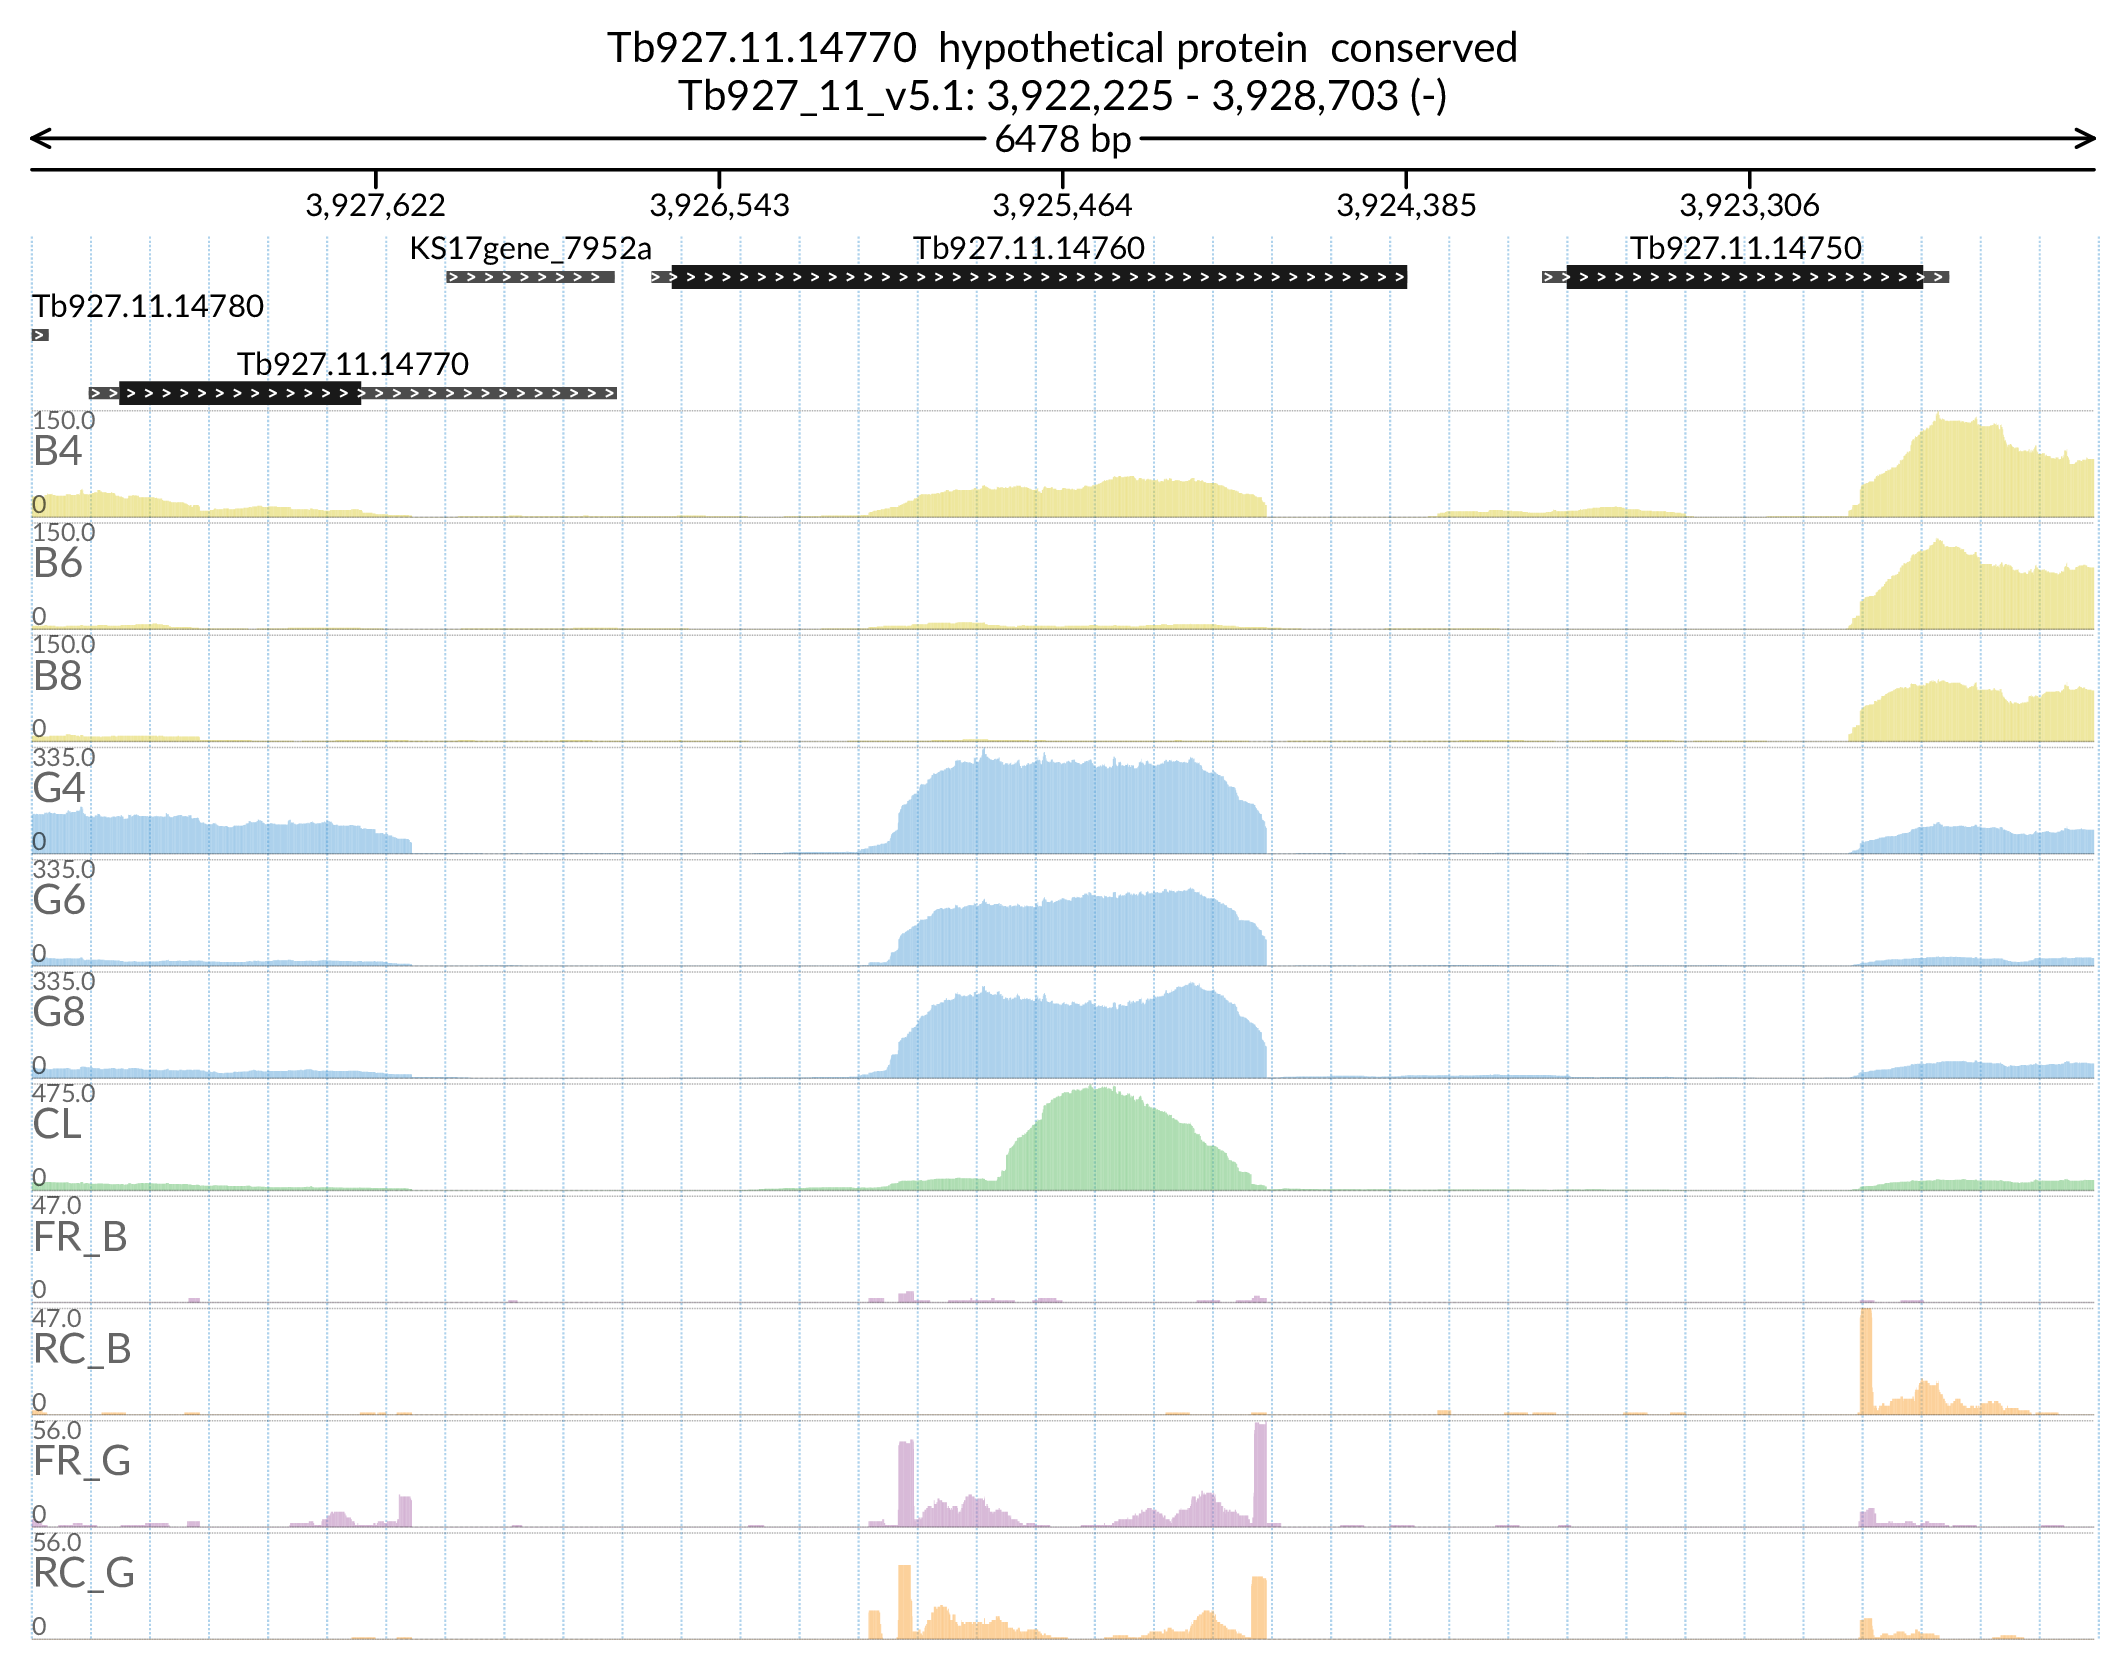 Tb927.11.14770 hypothetical protein conserved
Tb927_11_v5.1: 3,922,225 - 3,928,703 (-)
6478 bp
3,927,622 3,926,543 3,925,464 3,924,385 3,923,306
KS17gene_7952a Tb927.11.14760 Tb927.11.14750
Tb927.11.14780
Tb927.11.14770
150.0
B4
0
150.0
B6
0
150.0
B8
0
335.0
G4
0
335.0
G6
0
335.0
G8
0
475.0
CL
0
47.0
FR_B
0
47.0
RC_B
0
56.0
FR_G
0
56.0
RC_G
0